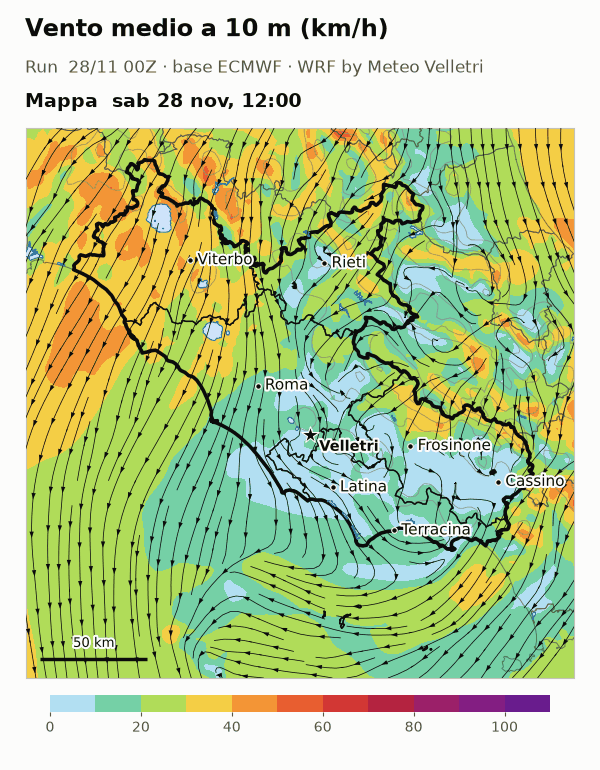 Vento medio a 10 m (km/h)
Run  28/11 00Z · base ECMWF · WRF by Meteo Velletri
Mappa  sab 28 nov, 12:00
Viterbo
Rieti
Roma
Velletri
Frosinone
Cassino
Latina
Terracina
50 km
0 20 40 60 80 100